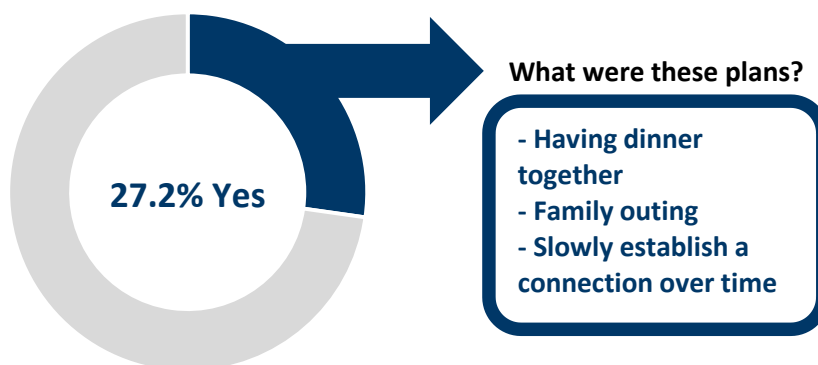 27.2% Yes
What were these plans?
- Having dinner
together
- Family outing
- Slowly establish a
connection over time